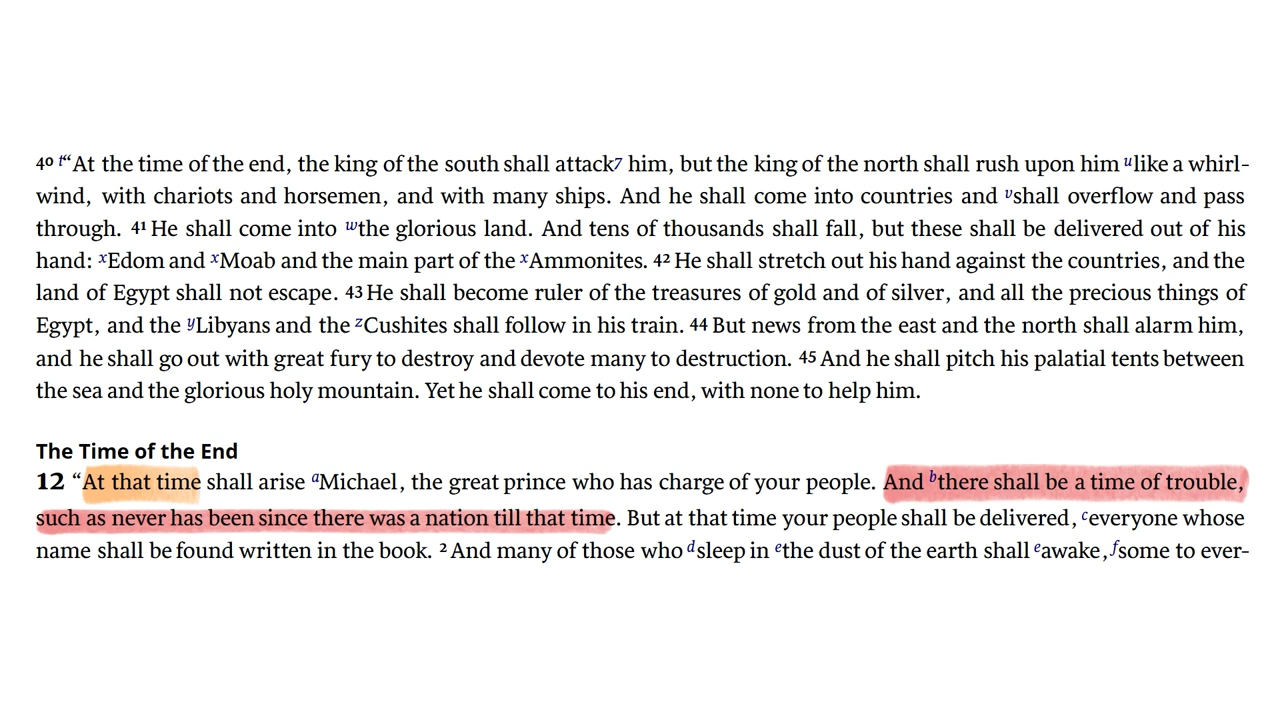 40 t“At the time of the end, the king of the south shall attack7 him, but the king of the north shall rush upon him ulike a whirl-
wind, with chariots and horsemen, and with many ships. And he shall come into countries and vshall overflow and pass
through. 41 He shall come into wthe glorious land. And tens of thousands shall fall, but these shall be delivered out of his
hand: xEdom and xMoab and the main part of the xAmmonites. 42 He shall stretch out his hand against the countries, and the
land of Egypt shall not escape. 43 He shall become ruler of the treasures of gold and of silver, and all the precious things of
Egypt, and the yLibyans and the zCushites shall follow in his train. 44 But news from the east and the north shall alarm him,
and he shall go out with great fury to destroy and devote many to destruction. 45 And he shall pitch his palatial tents between
the sea and the glorious holy mountain. Yet he shall come to his end, with none to help him.
The Time of the End
12 “At that time shall arise aMichael, the great prince who has charge of your people. And bthere shall be a time of trouble,
such as never has been since there was a nation till that time. But at that time your people shall be delivered, ceveryone whose
name shall be found written in the book. 2 And many of those who dsleep in ethe dust of the earth shall eawake, fsome to ever-